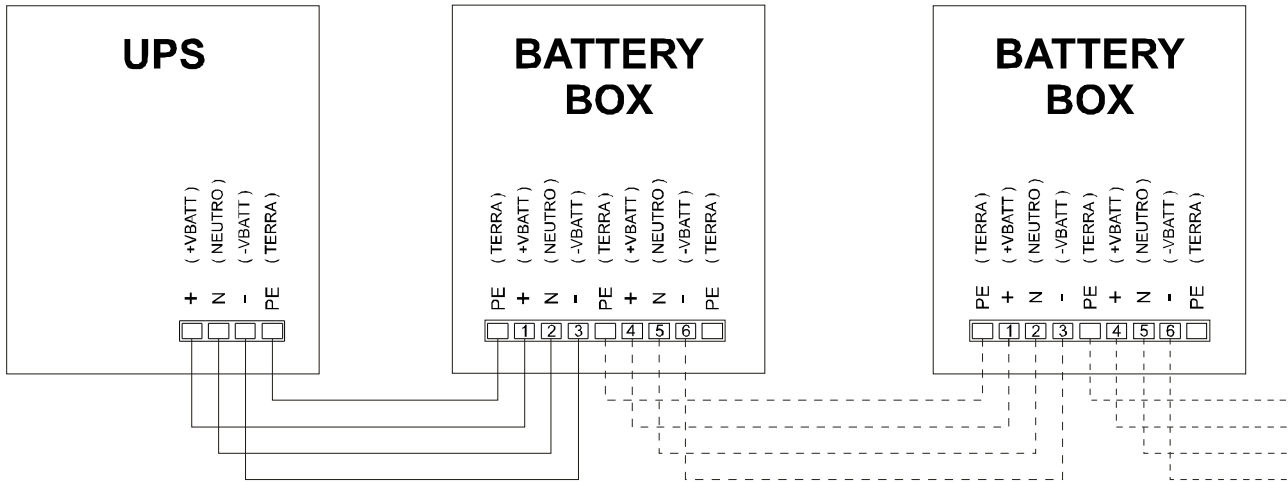 UPS
( +VBATT )
( NEUTRO )
( -VBATT )
( TERRA )
+
N
-
PE
BATTERY
BOX
( TERRA )
( +VBATT )
( NEUTRO )
( -VBATT )
( TERRA )
( +VBATT )
( NEUTRO )
( -VBATT )
( TERRA )
PE
+
N
-
PE
+
N
-
PE
1 2 3 4 5 6
BATTERY
BOX
( TERRA )
( +VBATT )
( NEUTRO )
( -VBATT )
( TERRA )
( +VBATT )
( NEUTRO )
( -VBATT )
( TERRA )
PE
+
N
-
PE
+
N
-
PE
1 2 3 4 5 6